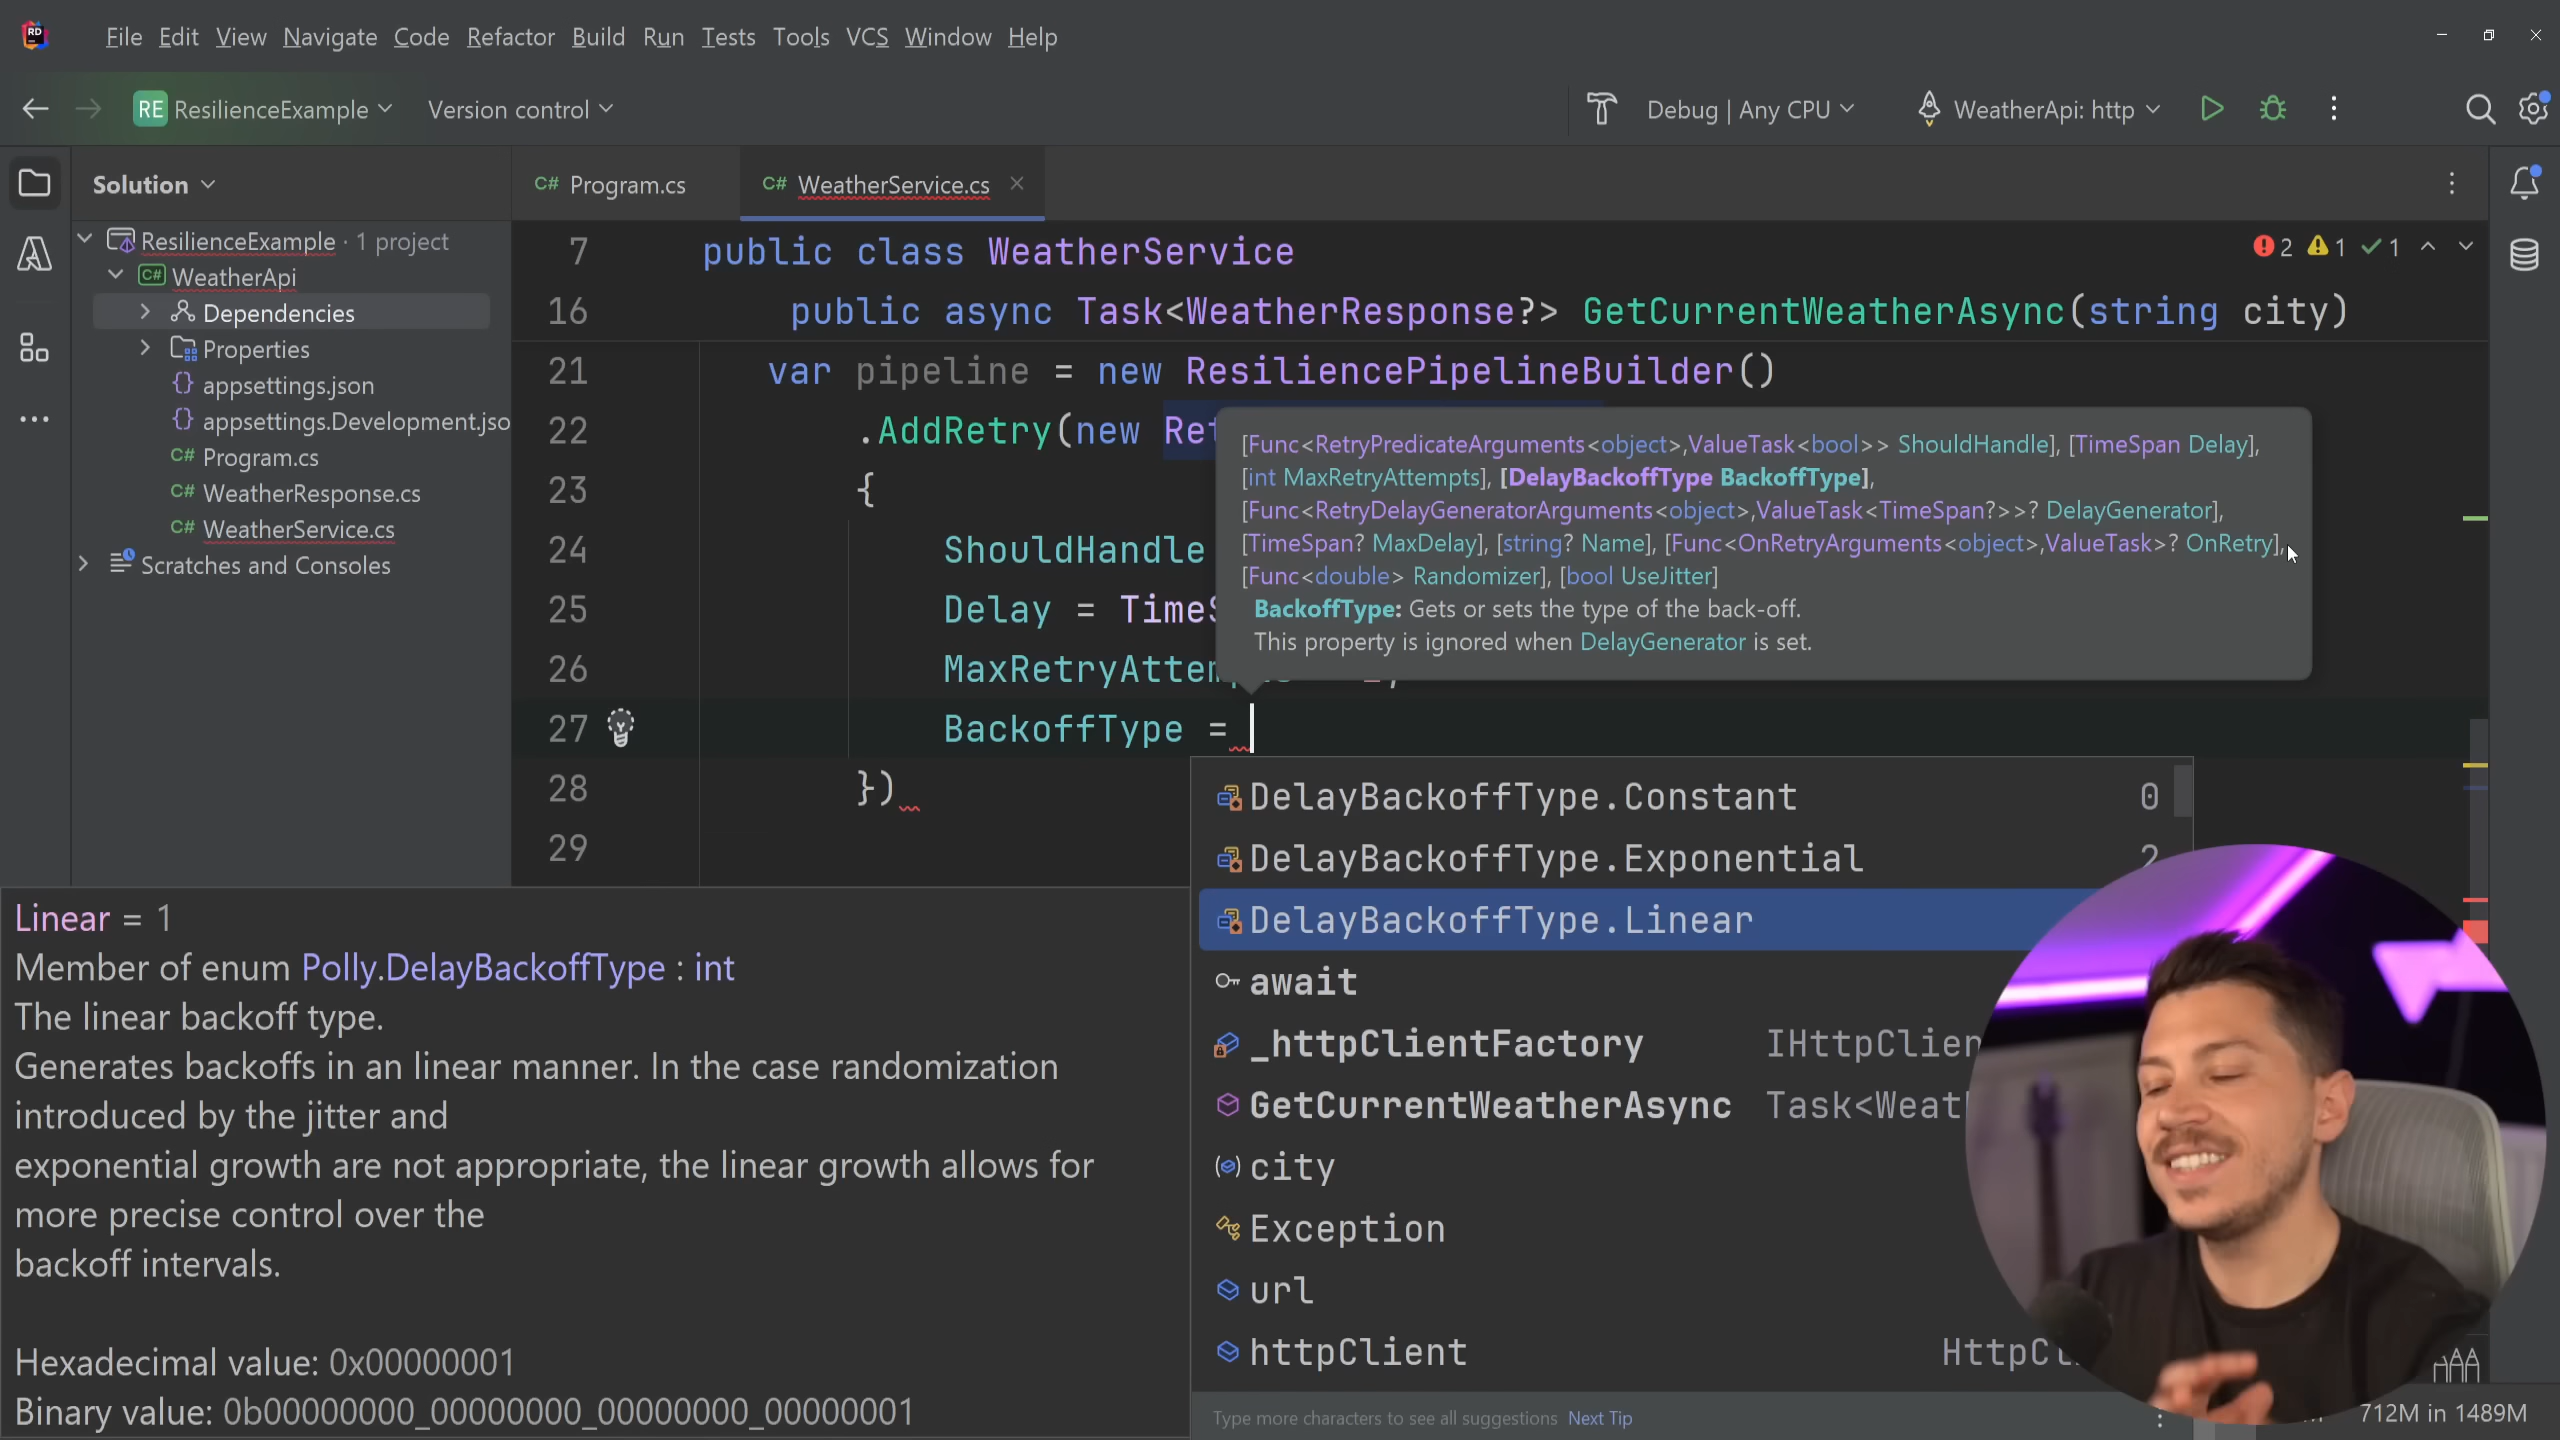 RD File Edit View Navigate Code Refactor Build Run Tests Tools VCS Window Help
RE ResilienceExample Version control Debug | Any CPU WeatherApi: http
Solution
C# Program.cs C# WeatherService.cs
ResilienceExample · 1 project
C# WeatherApi
Dependencies
Properties
{} appsettings.json
{} appsettings.Development.jso
C# Program.cs
C# WeatherResponse.cs
C# WeatherService.cs
Scratches and Consoles
2 1 1
7 public class WeatherService
16 public async Task<WeatherResponse?> GetCurrentWeatherAsync(string city)
21 var pipeline = new ResiliencePipelineBuilder()
22 .AddRetry(new Ret
23 {
24 ShouldHandle
25 Delay = TimeS
26 MaxRetryAttem
27 BackoffType =
28 })
29
[Func<RetryPredicateArguments<object>,ValueTask<bool>> ShouldHandle], [TimeSpan Delay],
[int MaxRetryAttempts], [DelayBackoffType BackoffType],
[Func<RetryDelayGeneratorArguments<object>,ValueTask<TimeSpan?>>? DelayGenerator],
[TimeSpan? MaxDelay], [string? Name], [Func<OnRetryArguments<object>,ValueTask>? OnRetry],
[Func<double> Randomizer], [bool UseJitter]
BackoffType: Gets or sets the type of the back-off.
This property is ignored when DelayGenerator is set.
DelayBackoffType.Constant 0
DelayBackoffType.Exponential 2
DelayBackoffType.Linear
await
_httpClientFactory IHttpClien
GetCurrentWeatherAsync Task<Weat
city
Exception
url
httpClient HttpCl
Type more characters to see all suggestions Next Tip
Linear = 1
Member of enum Polly.DelayBackoffType : int
The linear backoff type.
Generates backoffs in an linear manner. In the case randomization
introduced by the jitter and
exponential growth are not appropriate, the linear growth allows for
more precise control over the
backoff intervals.
Hexadecimal value: 0x00000001
Binary value: 0b00000000_00000000_00000000_00000001
712M in 1489M